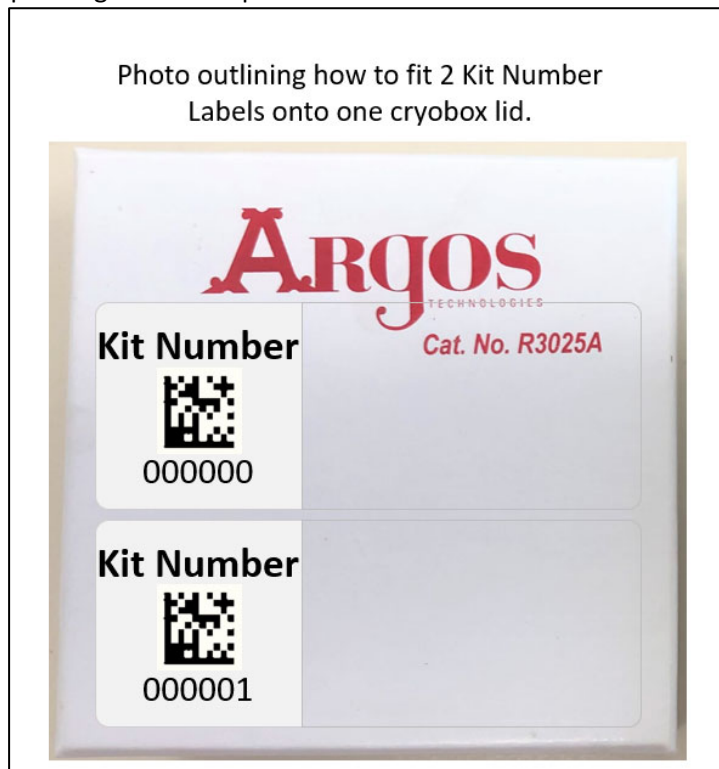 Photo outlining how to fit 2 Kit Number
Labels onto one cryobox lid.
ARGOS
TECHNOLOGIES
Cat. No. R3025A
Kit Number
000000
Kit Number
000001